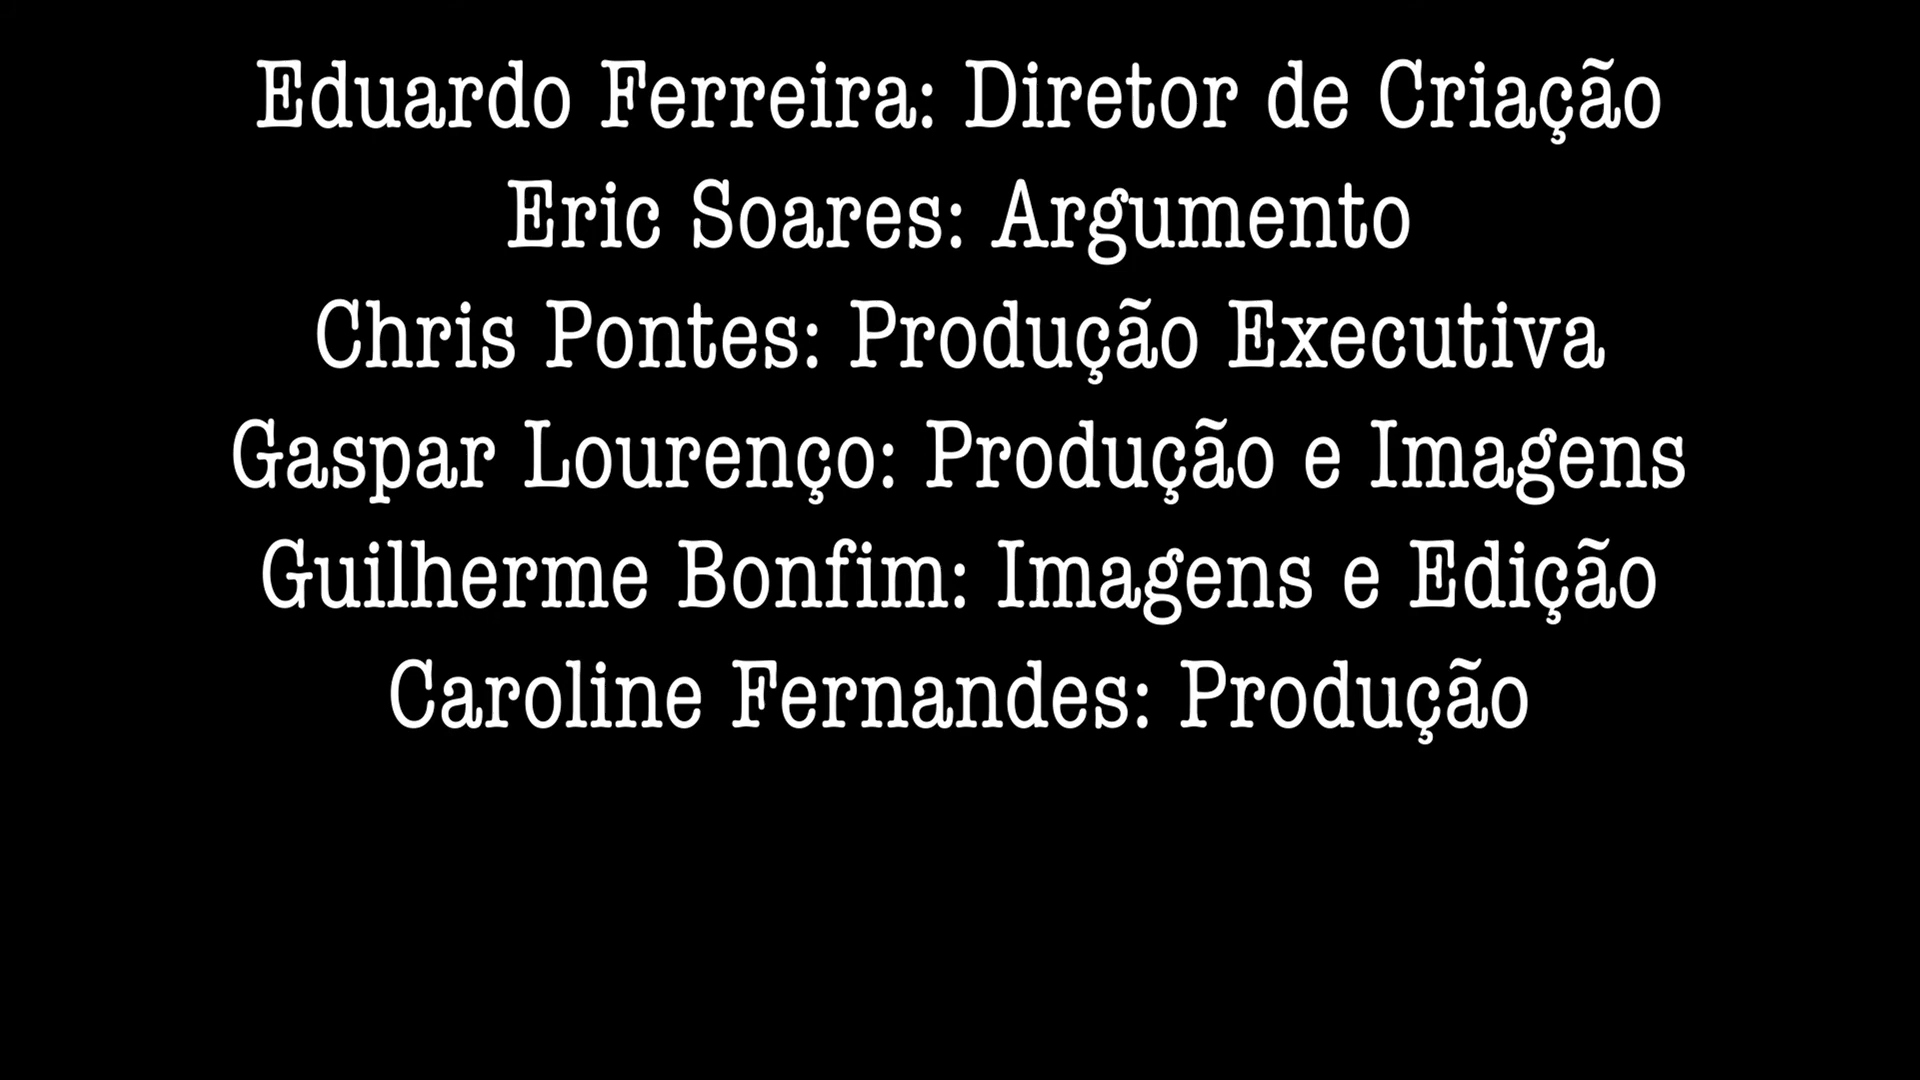 Eduardo Ferreira: Diretor de Criação
Eric Soares: Argumento
Chris Pontes: Produção Executiva
Gaspar Lourenço: Produção e Imagens
Guilherme Bonfim: Imagens e Edição
Caroline Fernandes: Produção